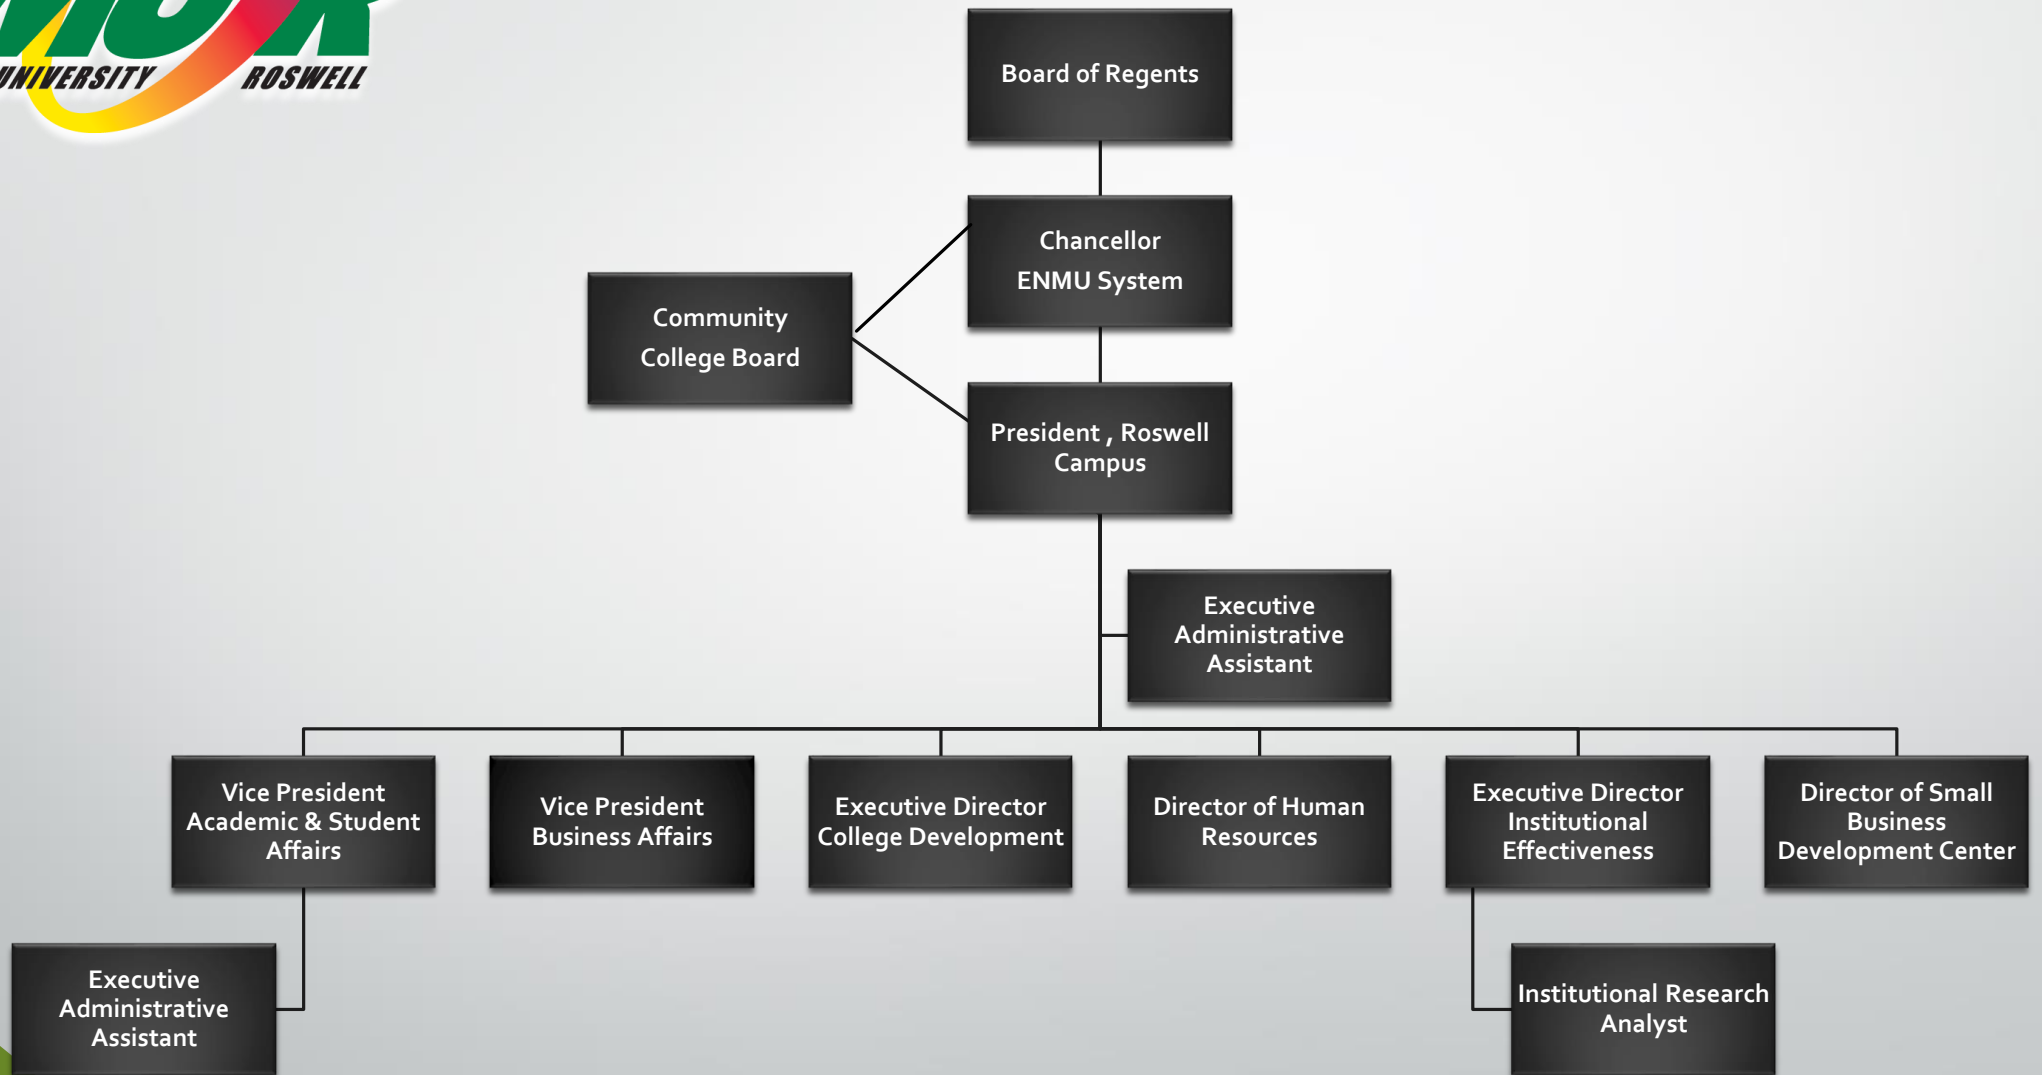 UNIVERSITY ROSWELL
Board of Regents
Chancellor
ENMU System
Community
College Board
President , Roswell
Campus
Executive
Administrative
Assistant
Vice President
Academic & Student
Affairs
Vice President
Business Affairs
Executive Director
College Development
Director of Human
Resources
Executive Director
Institutional
Effectiveness
Director of Small
Business
Development Center
Executive
Administrative
Assistant
Institutional Research
Analyst